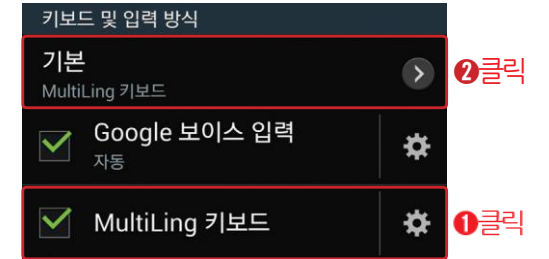 키보드 및 입력 방식
기본
MultiLing 키보드
❷클릭
Google 보이스 입력
자동
MultiLing 키보드
❶클릭